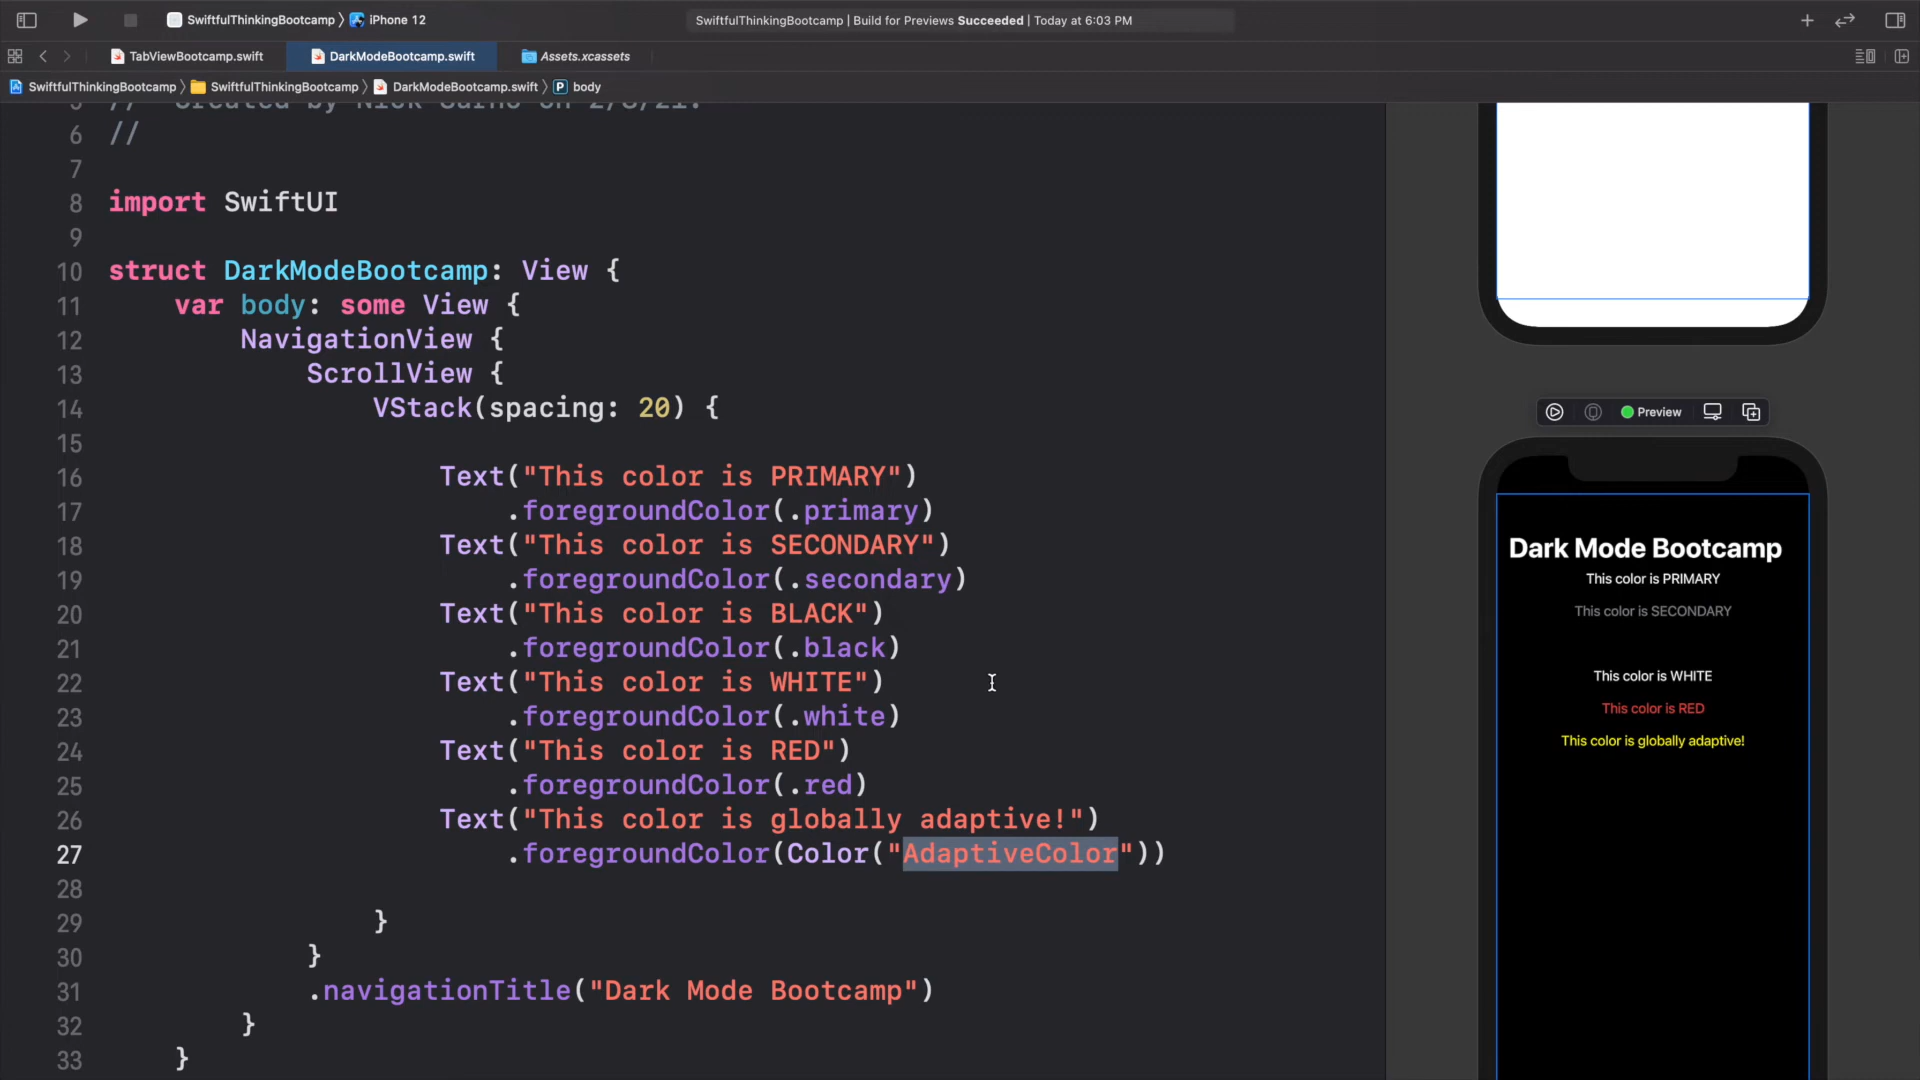 SwiftfulThinkingBootcamp iPhone 12
SwiftfulThinkingBootcamp | Build for Previews Succeeded | Today at 6:03 PM
TabViewBootcamp.swift DarkModeBootcamp.swift Assets.xcassets
SwiftfulThinkingBootcamp SwiftfulThinkingBootcamp DarkModeBootcamp.swift P body
6 //
7
8 import SwiftUI
9
10 struct DarkModeBootcamp: View {
11 var body: some View {
12 NavigationView {
13 ScrollView {
14 VStack(spacing: 20) {
15
16 Text("This color is PRIMARY")
17 .foregroundColor(.primary)
18 Text("This color is SECONDARY")
19 .foregroundColor(.secondary)
20 Text("This color is BLACK")
21 .foregroundColor(.black)
22 Text("This color is WHITE")
23 .foregroundColor(.white)
24 Text("This color is RED")
25 .foregroundColor(.red)
26 Text("This color is globally adaptive!")
27 .foregroundColor(Color("AdaptiveColor"))
28
29 }
30 }
31 .navigationTitle("Dark Mode Bootcamp")
32 }
33 }
Preview
Dark Mode Bootcamp
This color is PRIMARY
This color is SECONDARY
This color is WHITE
This color is RED
This color is globally adaptive!